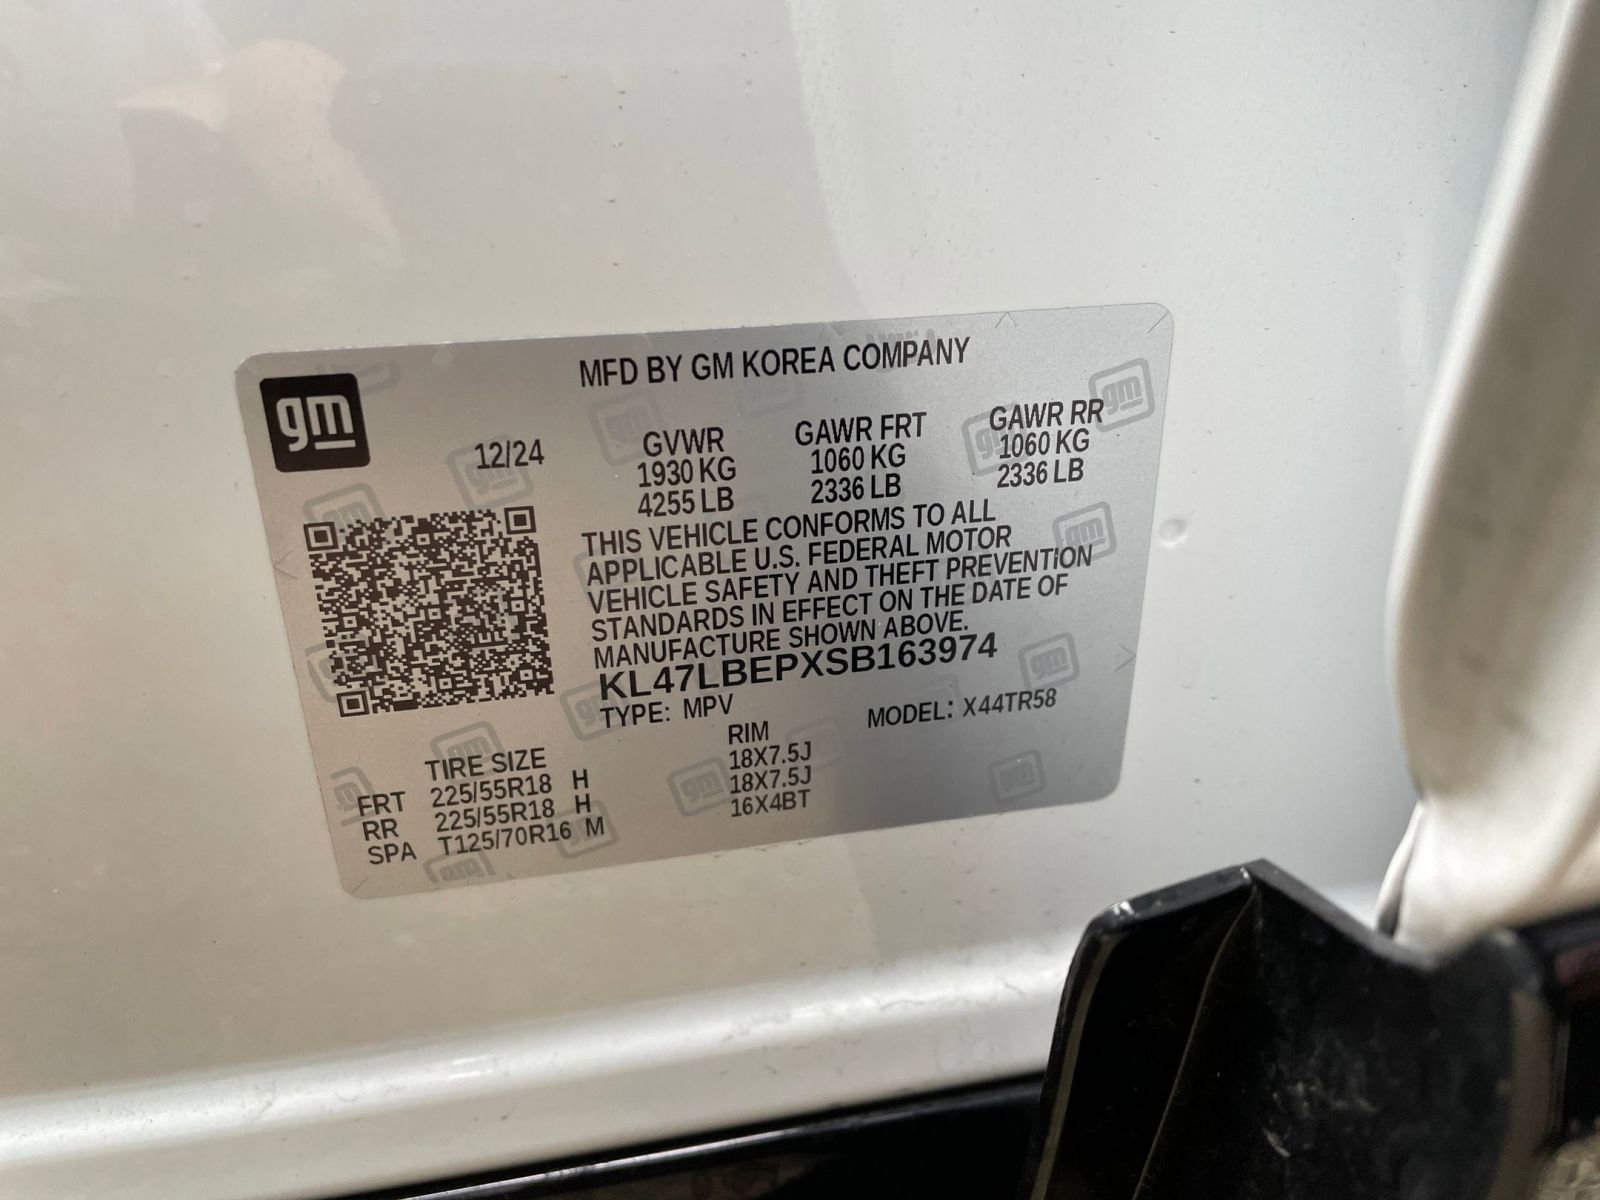 MFD BY GM KOREA COMPANY
gm
12/24
GVWR GAWR FRT GAWR RR
1930 KG 1060 KG 1060 KG
4255 LB 2336 LB 2336 LB
THIS VEHICLE CONFORMS TO ALL
APPLICABLE U.S. FEDERAL MOTOR
VEHICLE SAFETY AND THEFT PREVENTION
STANDARDS IN EFFECT ON THE DATE OF
MANUFACTURE SHOWN ABOVE.
KL47LBEPXSB163974
TYPE: MPV MODEL: X44TR58
TIRE SIZE RIM
FRT 225/55R18 H 18X7.5J
RR 225/55R18 H 18X7.5J
SPA T125/70R16 M 16X4BT